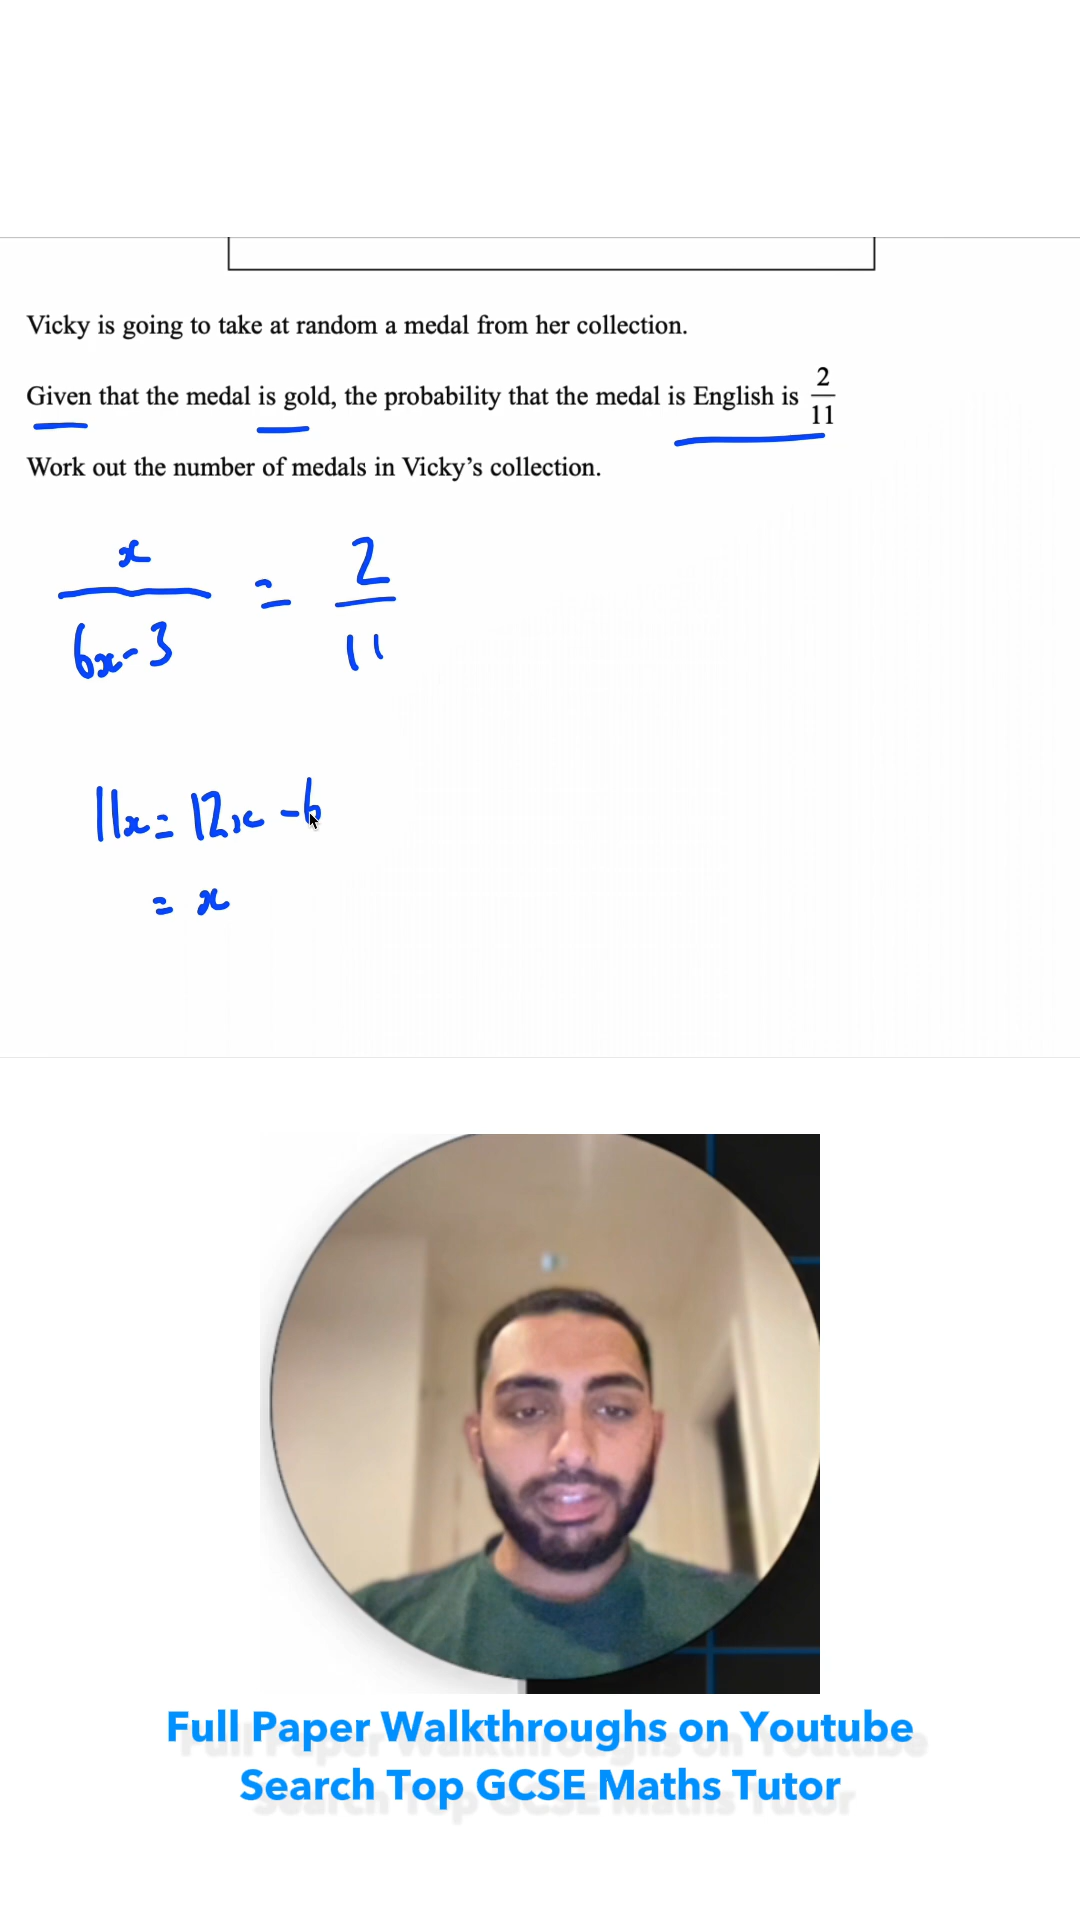 Vicky is going to take at random a medal from her collection.
Given that the medal is gold, the probability that the medal is English is 2/11
Work out the number of medals in Vicky’s collection.
x/6x-3 = 2/11
11x = 12x - 6
= x
Full Paper Walkthroughs on Youtube
Search Top GCSE Maths Tutor